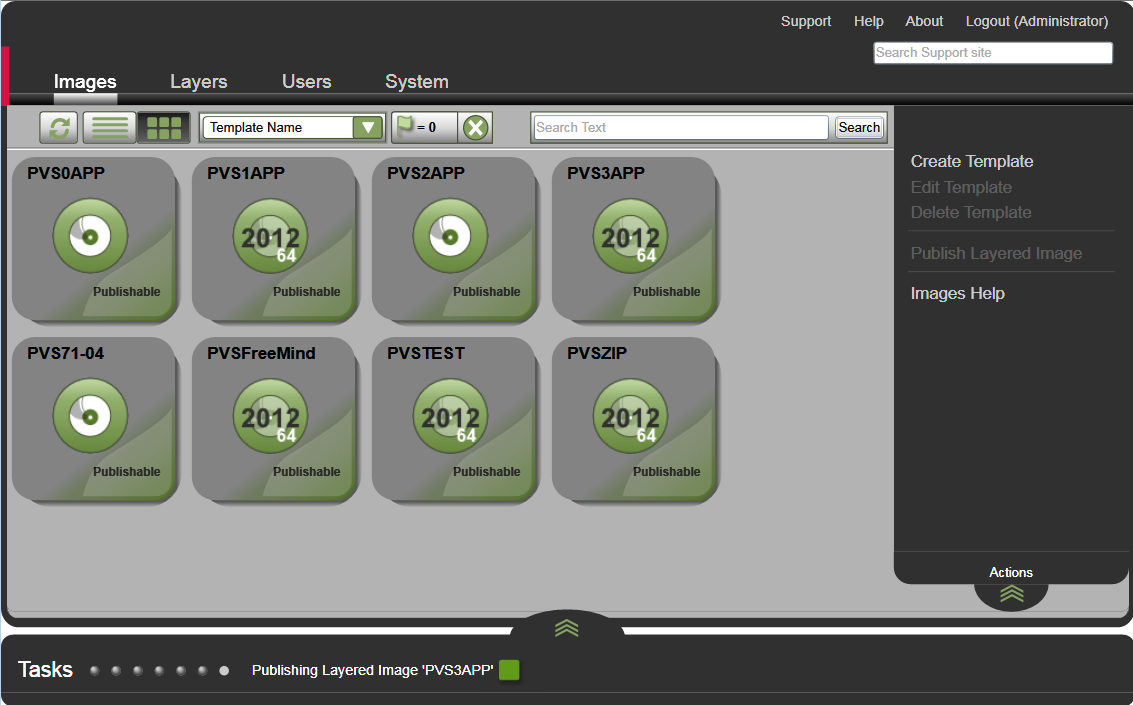 Support Help About Logout (Administrator)
Search Support site
Images Layers Users System
Template Name = 0 Search Text Search
PVS0APP PVS1APP PVS2APP PVS3APP
2012 64 2012 64
Publishable Publishable Publishable Publishable
PVS71-04 PVSFreeMind PVSTEST PVSZIP
2012 64 2012 64 2012 64
Publishable Publishable Publishable Publishable
Create Template
Edit Template
Delete Template
Publish Layered Image
Images Help
Actions
Tasks Publishing Layered Image 'PVS3APP'